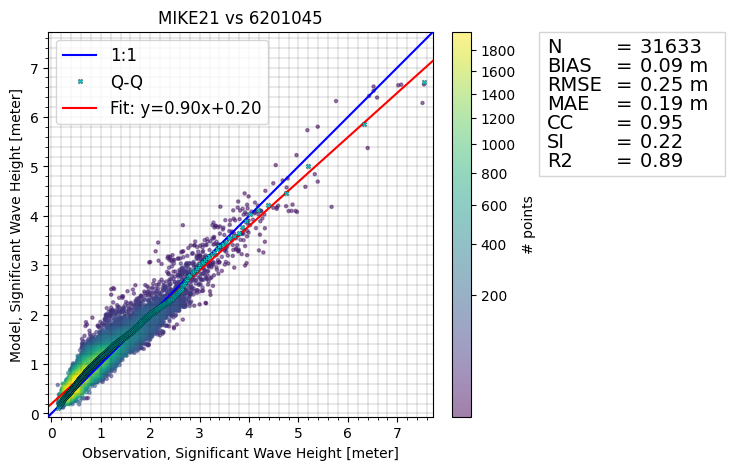 MIKE21 vs 6201045
1:1
Q-Q
Fit: y=0.90x+0.20
Model, Significant Wave Height [meter]
7
6
5
4
3
2
1
0
0 1 2 3 4 5 6 7
Observation, Significant Wave Height [meter]
1800
1600
1400
1200
1000
800
600
400
200
# points
N = 31633
BIAS = 0.09 m
RMSE = 0.25 m
MAE = 0.19 m
CC = 0.95
SI = 0.22
R2 = 0.89